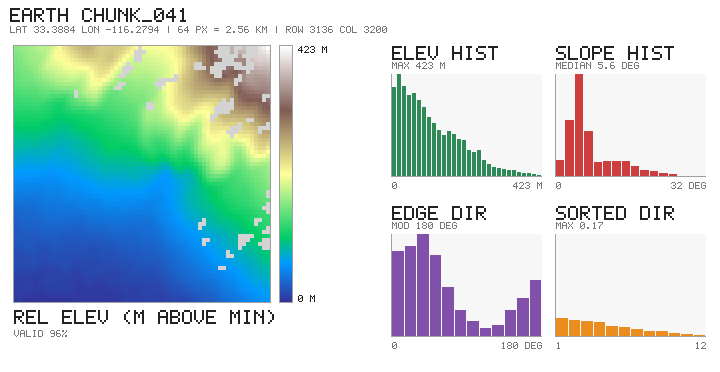 EARTH CHUNK_041
LAT 33.3884 LON -116.2794 | 64 PX = 2.56 KM | ROW 3136 COL 3200
423 M
0 M
REL ELEV (M ABOVE MIN)
VALID 96%
ELEV HIST
MAX 423 M
0 423 M
SLOPE HIST
MEDIAN 5.6 DEG
0 32 DEG
EDGE DIR
MOD 180 DEG
0 180 DEG
SORTED DIR
MAX 0.17
1 12